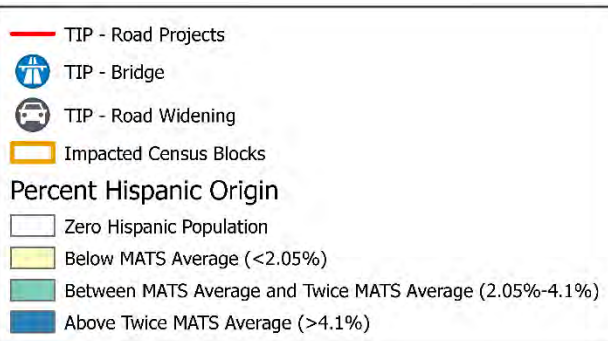 TIP - Road Projects
TIP - Bridge
TIP - Road Widening
Impacted Census Blocks
Percent Hispanic Origin
Zero Hispanic Population
Below MATS Average (<2.05%)
Between MATS Average and Twice MATS Average (2.05%-4.1%)
Above Twice MATS Average (>4.1%)